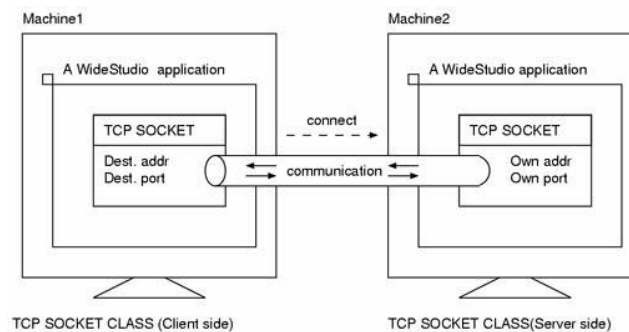 Machine1
Machine2
A WideStudio application
A WideStudio application
connect
TCP SOCKET
TCP SOCKET
Dest. addr
Dest. port
communication
Own addr
Own port
TCP SOCKET CLASS (Client side)
TCP SOCKET CLASS(Server side)